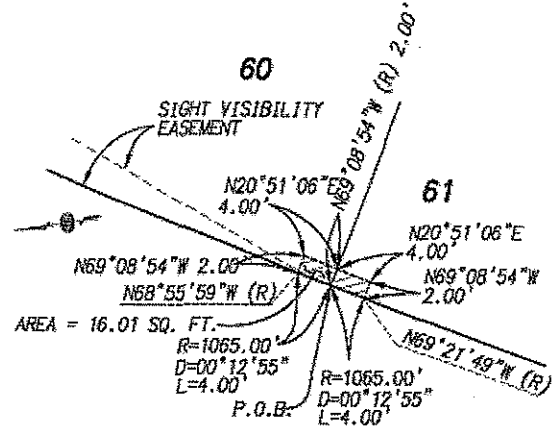 60
SIGHT VISIBILITY
EASEMENT
N69°08'54"W (R) 2.00'
N20°51'06"E
4.00'
61
N20°51'06"E
4.00'
N69°08'54"W 2.00'
N69°08'54"W
2.00'
N68°55'59"W (R)
AREA = 16.01 SQ. FT.
R=1065.00'
D=00°12'55"
L=4.00'
R=1065.00'
D=00°12'55"
L=4.00'
N69°21'49"W (R)
P.O.B.